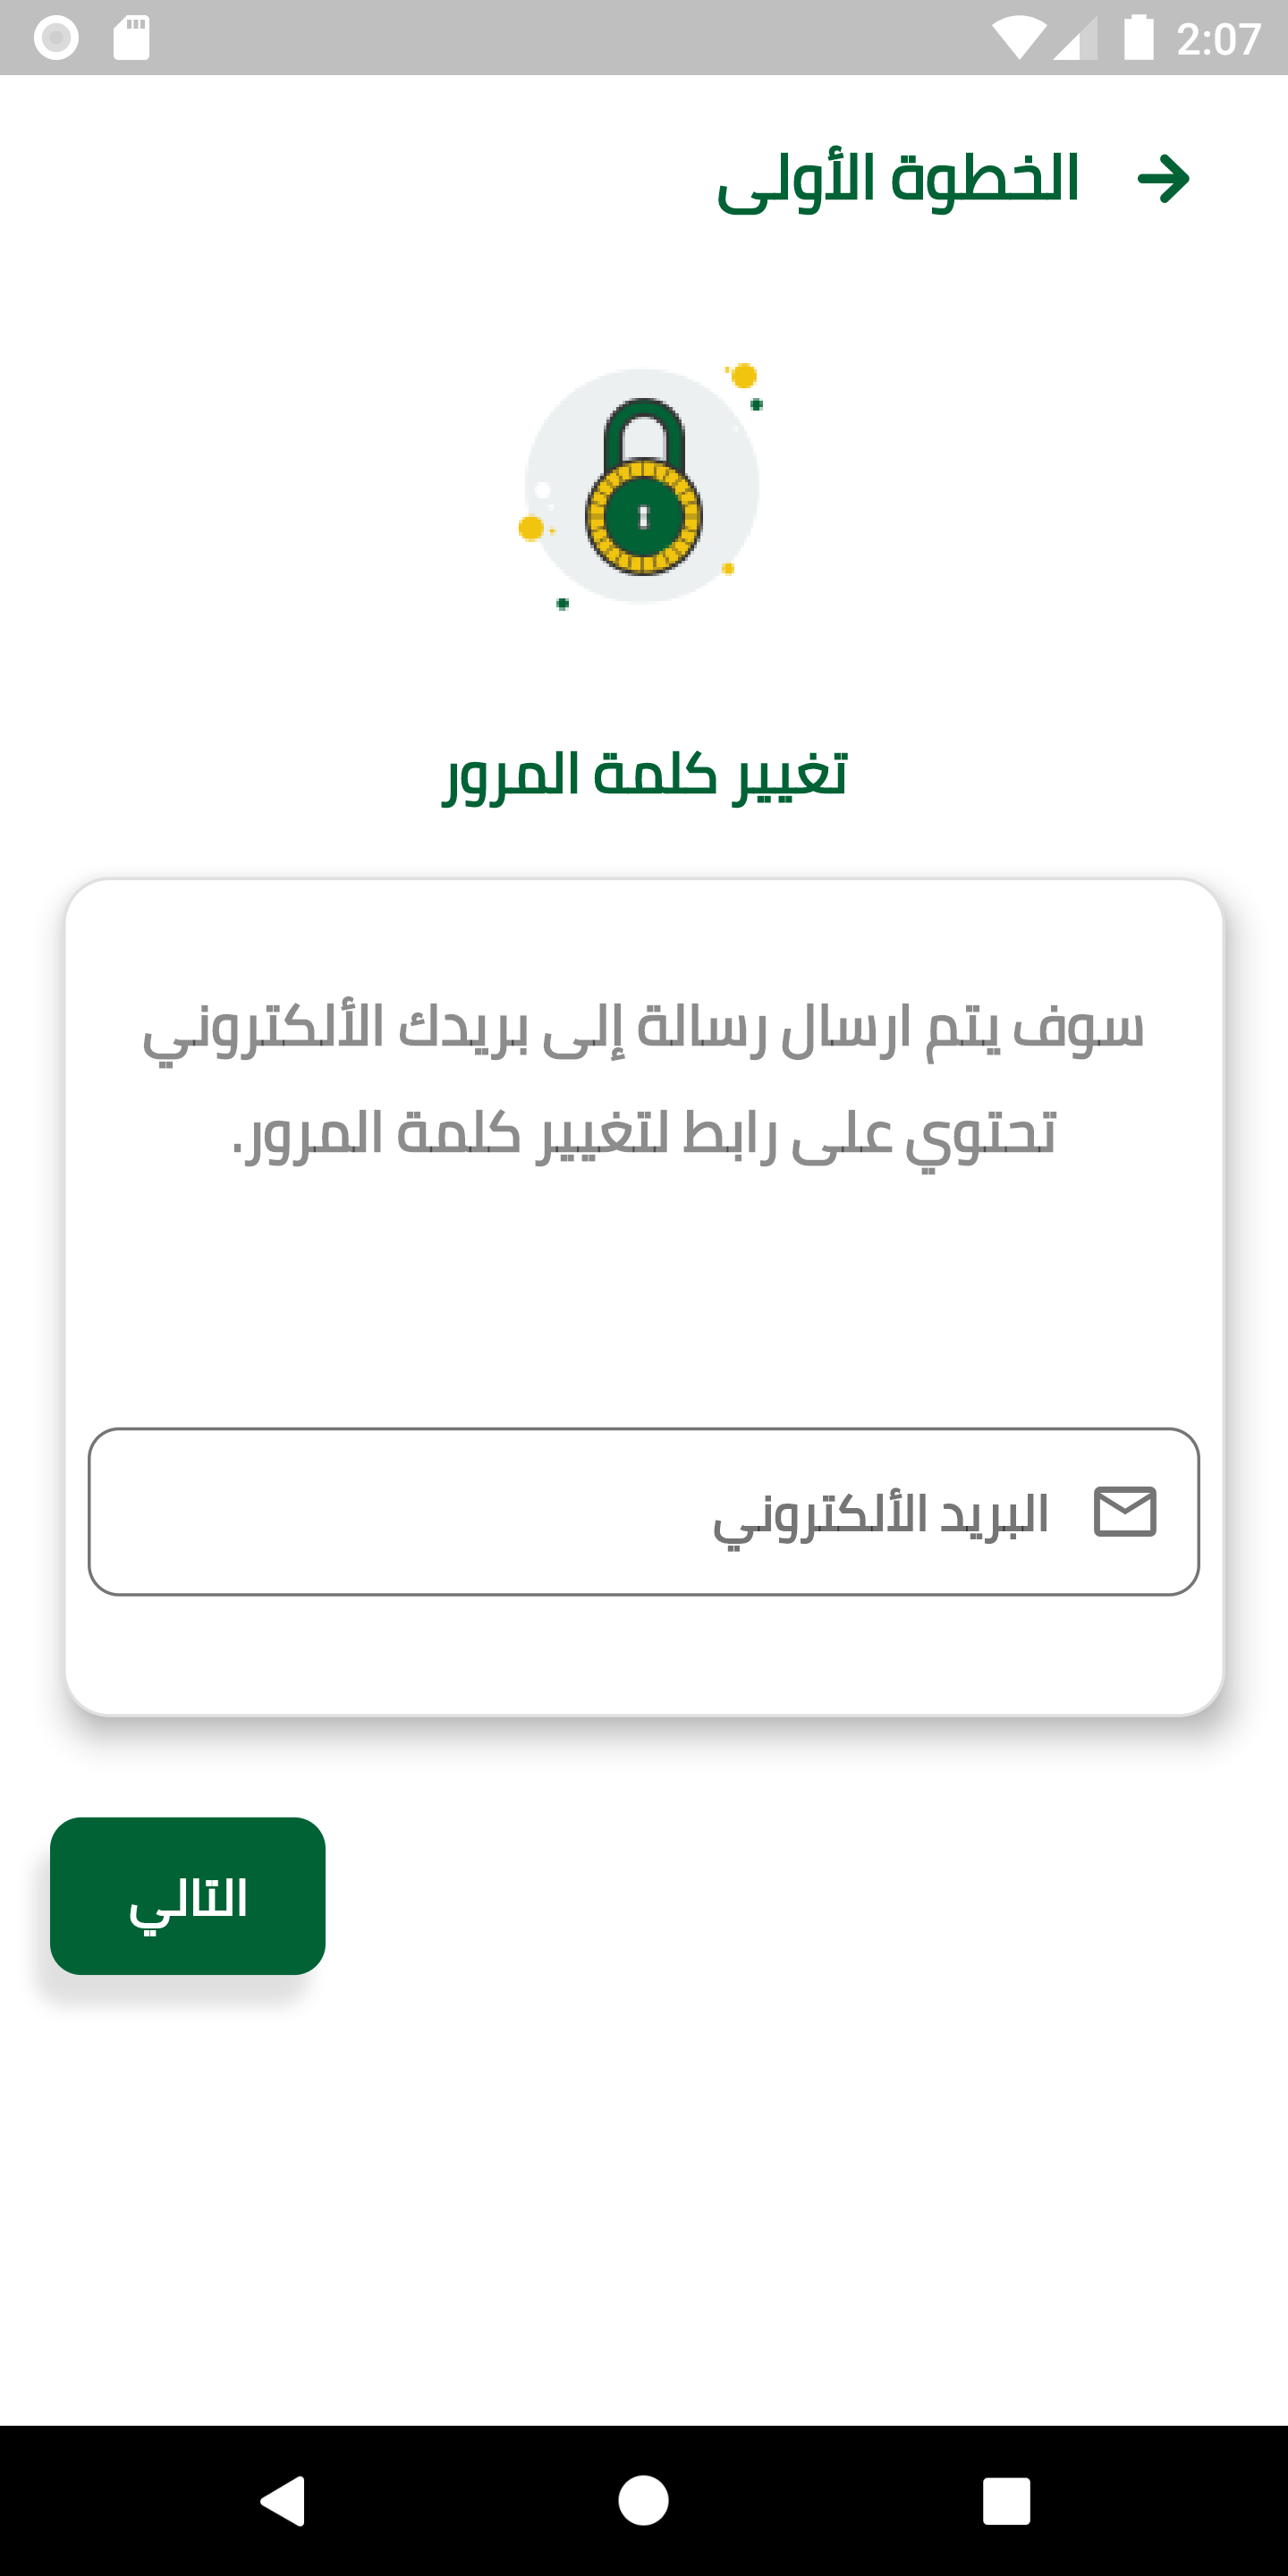 2:07
الخطوة الأولى
تغيير كلمة المرور
سوف يتم ارسال رسالة إلى بريدك الألكتروني
تحتوي على رابط لتغيير كلمة المرور.
البريد الألكتروني
التالي